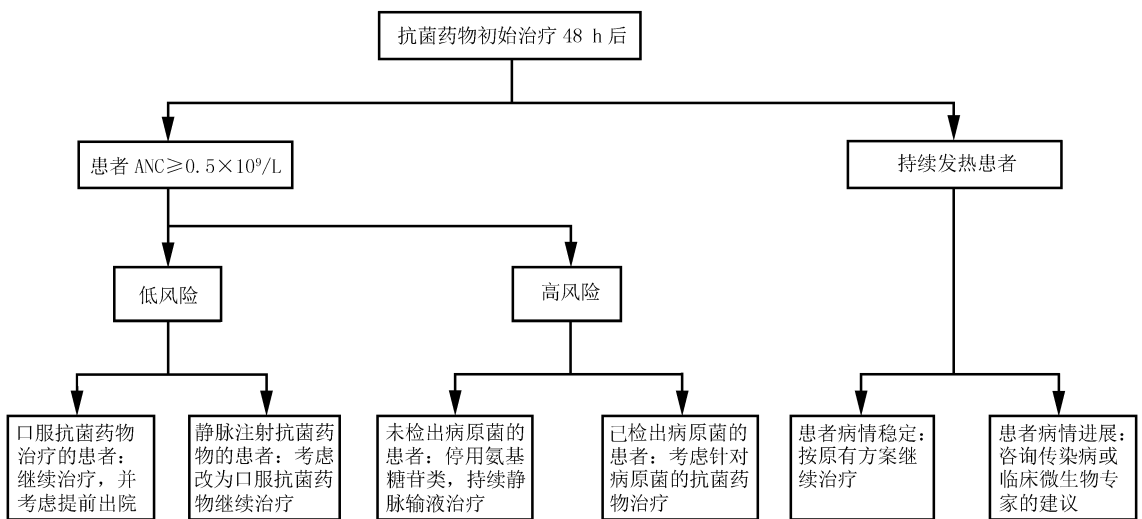 抗菌药物初始治疗 48 h 后
患者 ANC≥0.5×10⁹/L
持续发热患者
低风险
高风险
口服抗菌药物
治疗的患者：
继续治疗，并
考虑提前出院
静脉注射抗菌药
物的患者：考虑
改为口服抗菌药
物继续治疗
未检出病原菌的
患者：停用氨基
糖苷类，持续静
脉输液治疗
已检出病原菌的
患者：考虑针对
病原菌的抗菌药
物治疗
患者病情稳定：
按原有方案继
续治疗
患者病情进展：
咨询传染病或
临床微生物专
家的建议